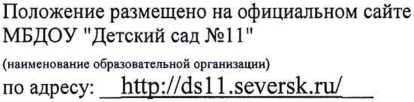 Положение размещено на официальном сайте
МБДОУ "Детский сад №11"
(наименование образовательной организации)
по адресу: http://ds11.seversk.ru/